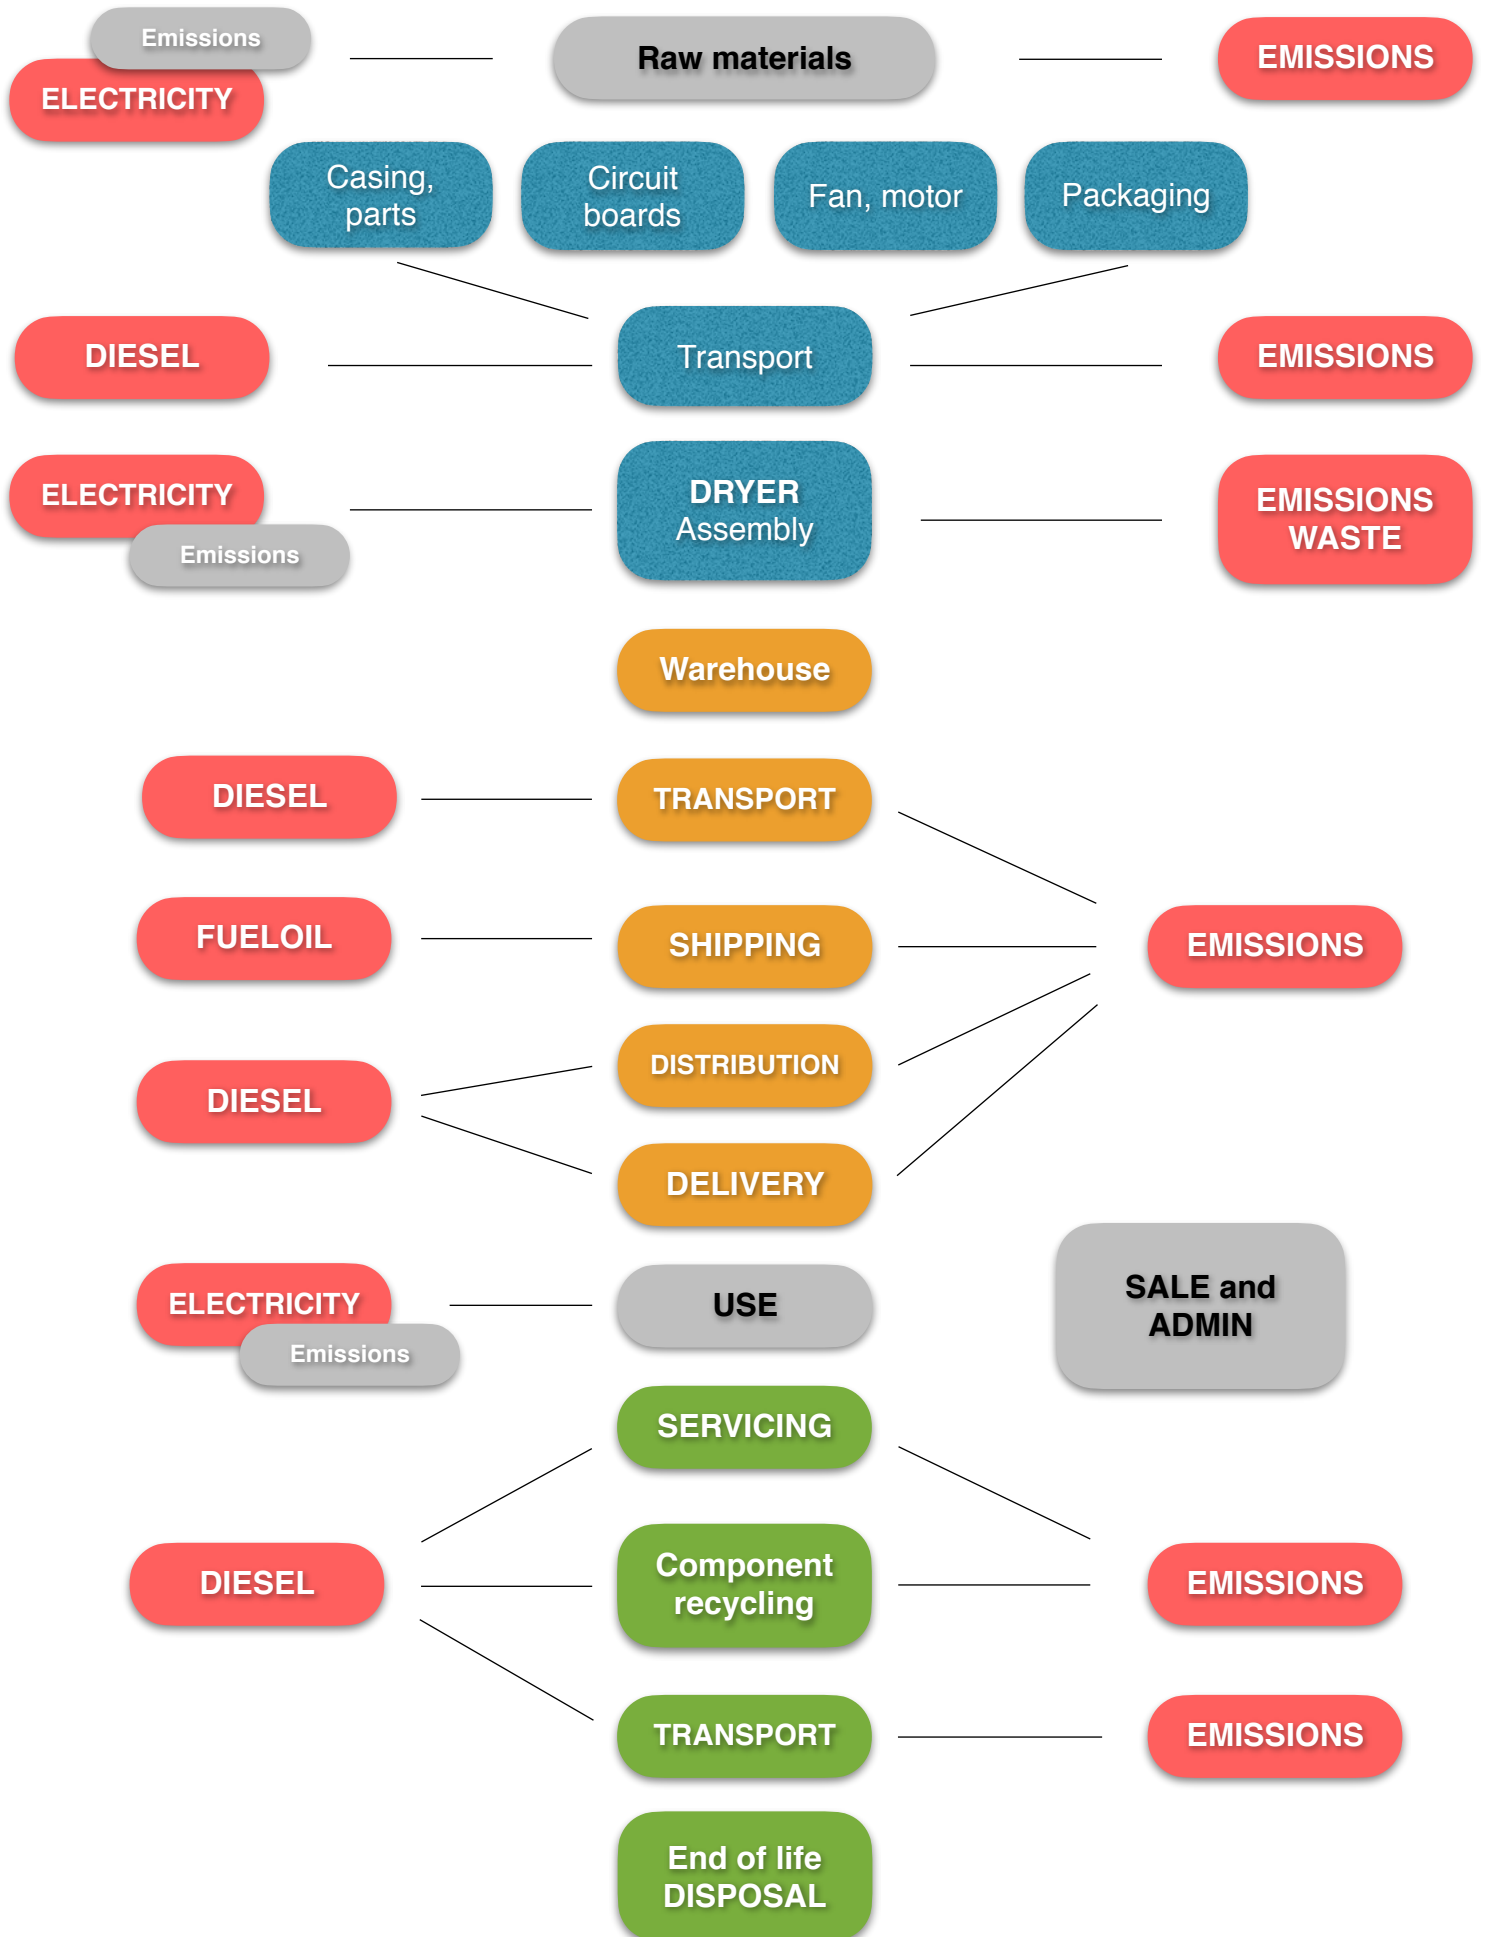 Emissions
ELECTRICITY
Raw materials
EMISSIONS
Casing,
parts
Circuit
boards
Fan, motor
Packaging
DIESEL
Transport
EMISSIONS
ELECTRICITY
Emissions
DRYER
Assembly
EMISSIONS
WASTE
Warehouse
DIESEL
TRANSPORT
FUELOIL
SHIPPING
EMISSIONS
DISTRIBUTION
DIESEL
DELIVERY
ELECTRICITY
Emissions
USE
SALE and
ADMIN
SERVICING
DIESEL
Component
recycling
EMISSIONS
TRANSPORT
EMISSIONS
End of life
DISPOSAL